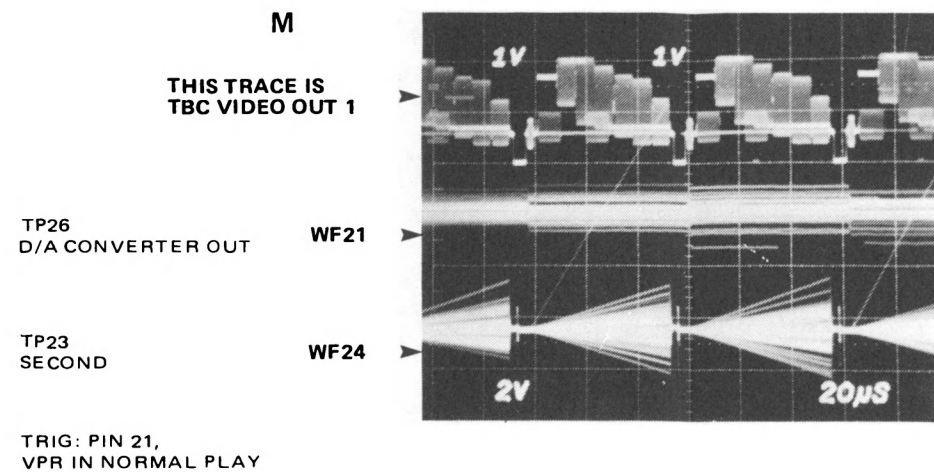 M
THIS TRACE IS
TBC VIDEO OUT 1
1V 1V
TP26
D/A CONVERTER OUT
WF21
TP23
SECOND
WF24
2V 20µS
TRIG: PIN 21,
VPR IN NORMAL PLAY